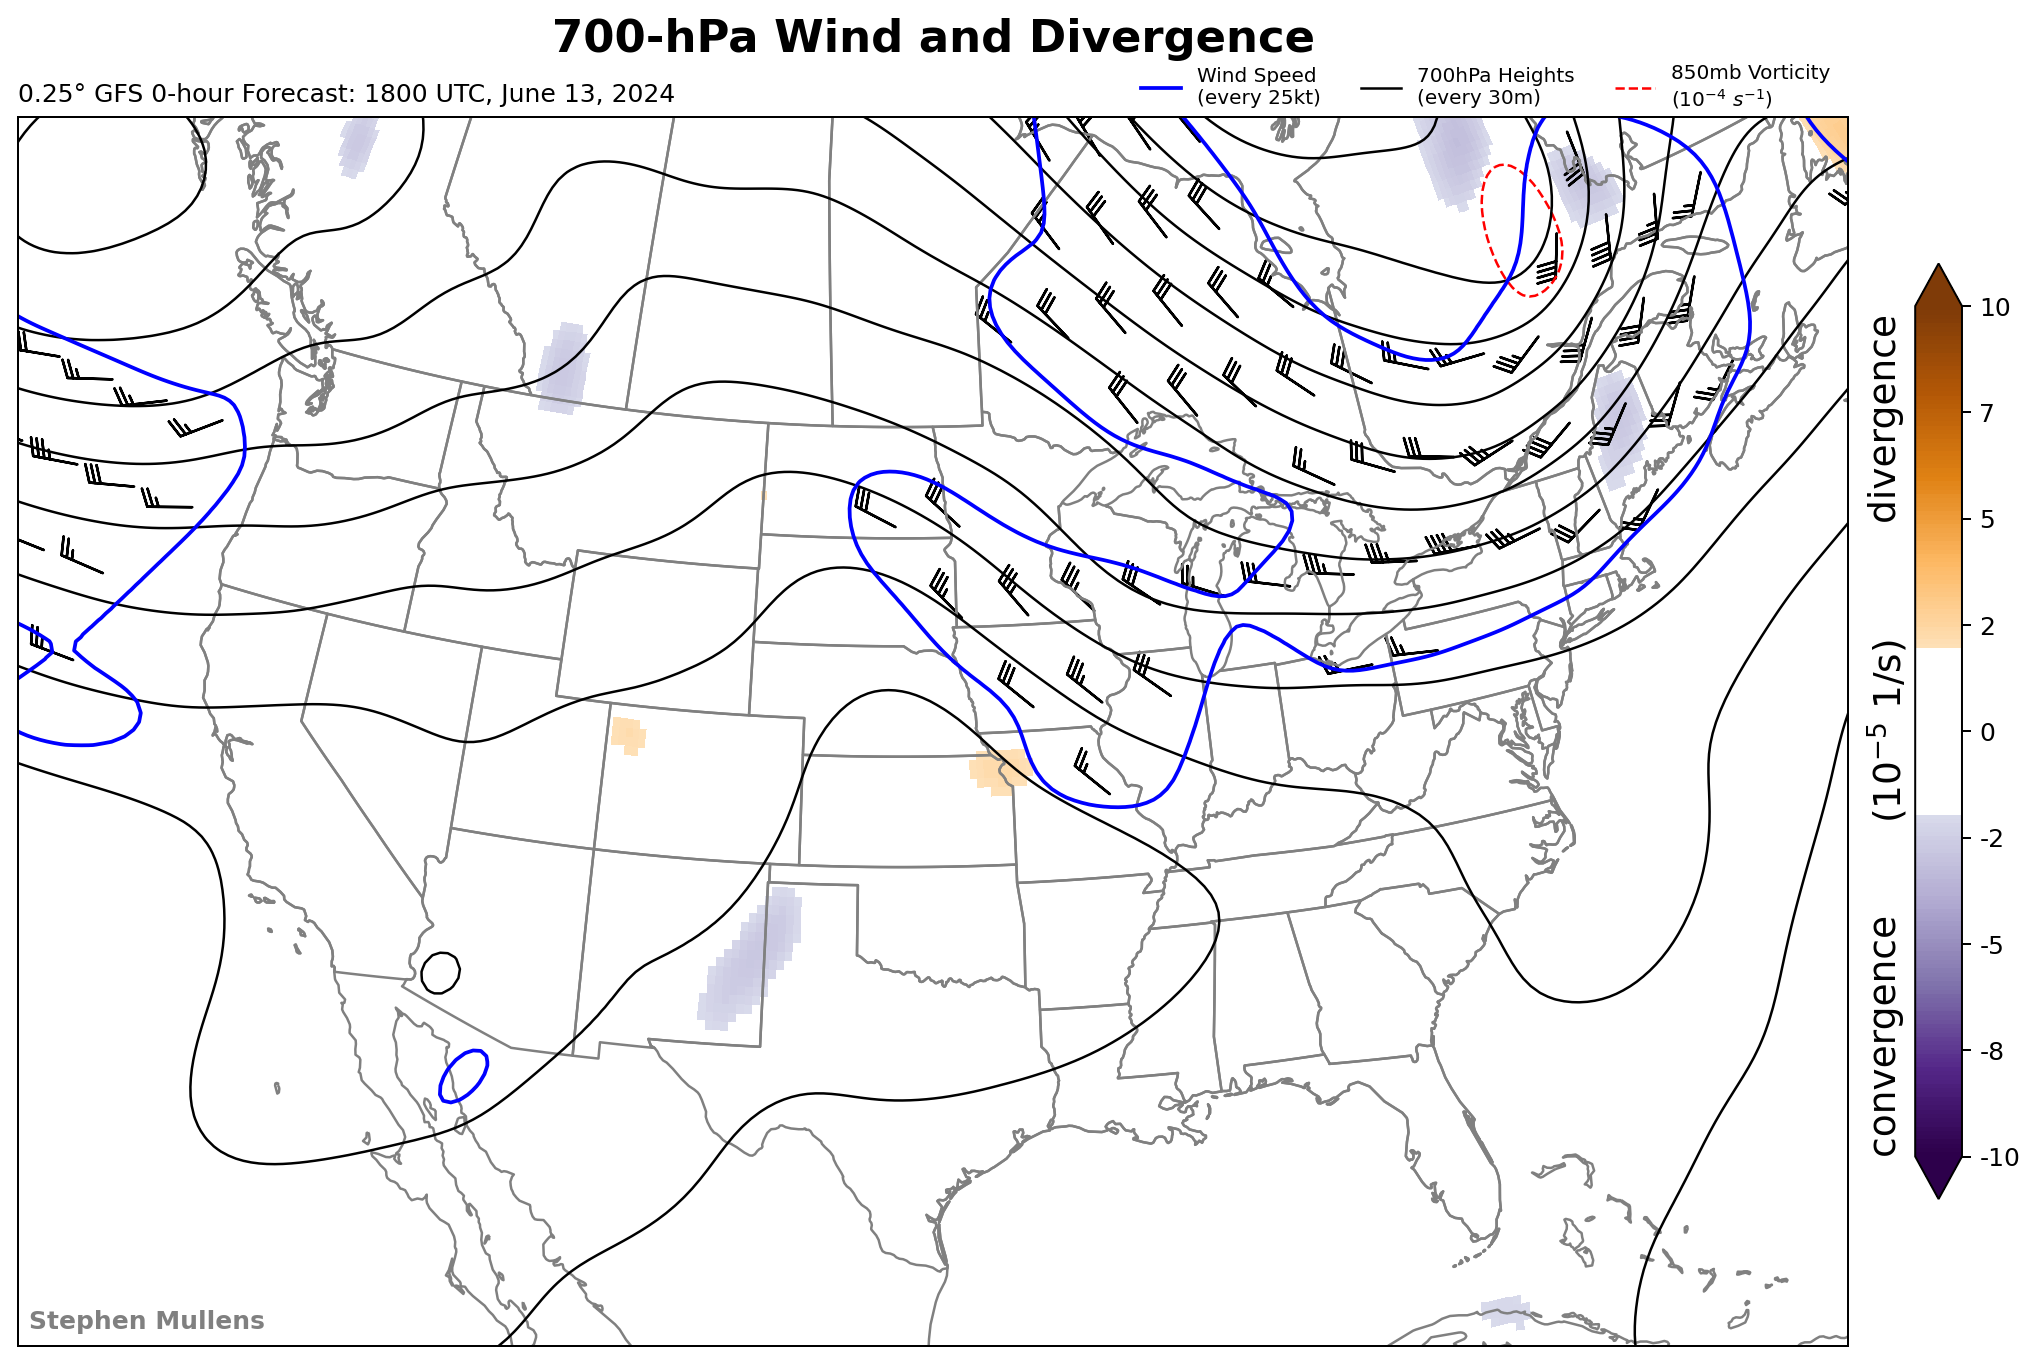 700-hPa Wind and Divergence
0.25° GFS 0-hour Forecast: 1800 UTC, June 13, 2024
Wind Speed
(every 25kt)
700hPa Heights
(every 30m)
850mb Vorticity
(10⁻⁴ s⁻¹)
10
7
5
2
0
-2
-5
-8
-10
convergence (10⁻⁵ 1/s) divergence
Stephen Mullens